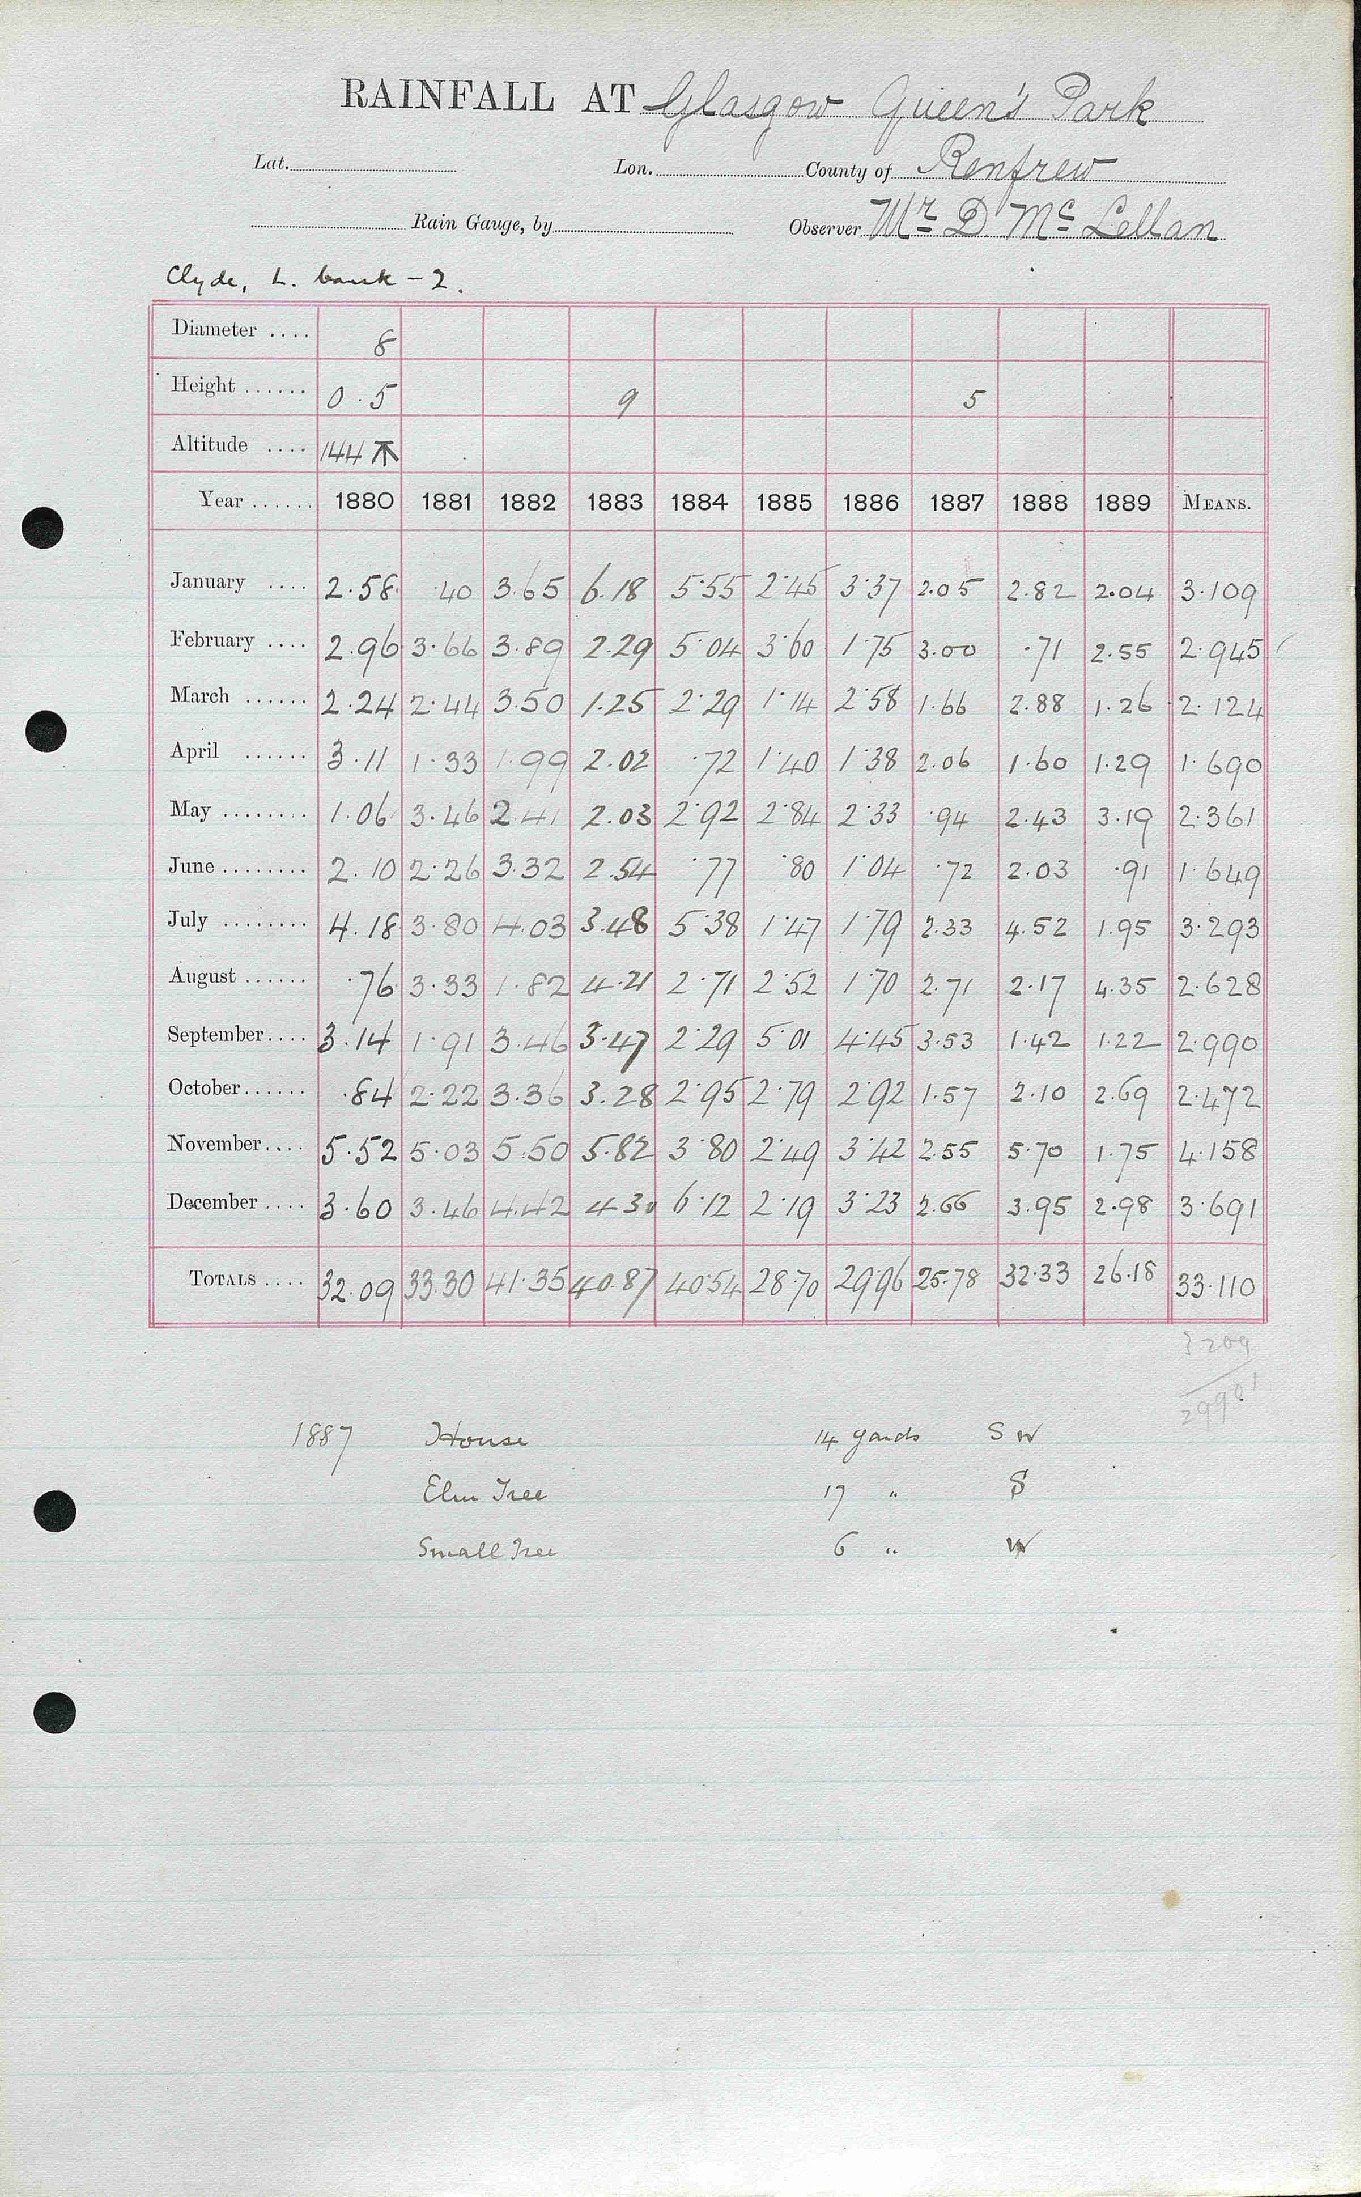 RAINFALL AT Glasgow Queen's Park
Lat. Lon. County of Renfrew
Rain Gauge, by Observer Mr D McLellan
Clyde, L. bank – 2.
Diameter .... 8
Height ...... 0.5 9 5
Altitude .... 144
Year ...... 1880 1881 1882 1883 1884 1885 1886 1887 1888 1889 MEANS.
January .... 2.58 .40 3.65 6.18 5.55 2.45 3.37 2.05 2.82 2.04 3.109
February .... 2.96 3.66 3.89 2.29 5.04 3.60 1.75 3.00 .71 2.55 2.945
March ...... 2.24 2.44 3.50 1.25 2.29 1.14 2.58 1.66 2.88 1.26 2.124
April ...... 3.11 1.33 1.99 2.02 .72 1.40 1.38 2.06 1.60 1.29 1.690
May ........ 1.06 3.46 2.41 2.03 2.92 2.84 2.33 .94 2.43 3.19 2.361
June ........ 2.10 2.26 3.32 2.54 .77 .80 1.04 .72 2.03 .91 1.649
July ........ 4.18 3.80 4.03 3.48 5.38 1.47 1.79 2.33 4.52 1.95 3.293
August ...... .76 3.33 1.82 4.21 2.71 2.52 1.70 2.71 2.17 4.35 2.628
September .... 3.14 1.91 3.46 3.47 2.29 5.01 4.45 3.53 1.42 1.22 2.990
October ...... .84 2.22 3.36 3.28 2.95 2.79 2.92 1.57 2.10 2.69 2.472
November .... 5.52 5.03 5.50 5.82 3.80 2.49 3.42 2.55 5.70 1.75 4.158
December .... 3.60 3.46 4.42 4.30 6.12 2.19 3.23 2.66 3.95 2.98 3.691
TOTALS .... 32.09 33.30 41.35 40.87 40.54 28.70 29.96 25.78 32.33 26.18 33.110
3209
29901
1887 House 14 yards S W
Elm Tree 17 " S
Small Tree 6 " W